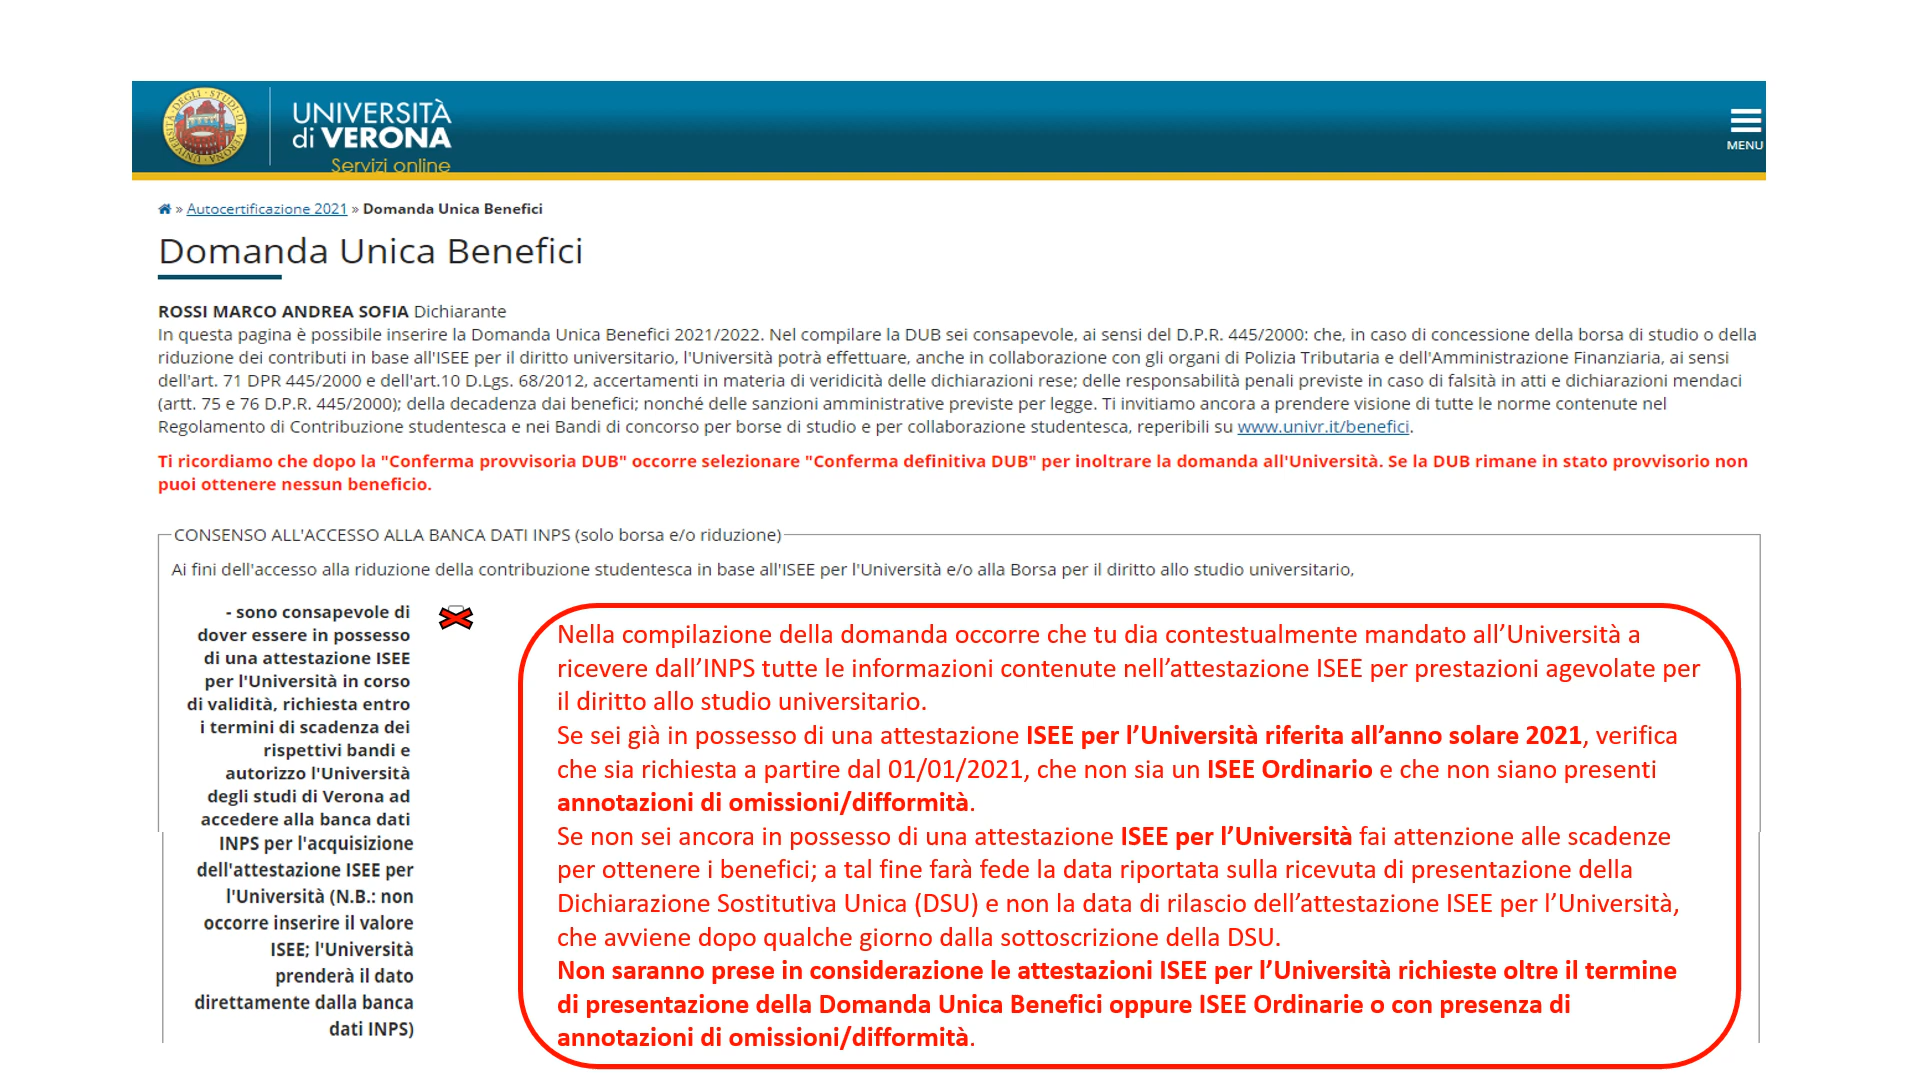 UNIVERSITÀ
di VERONA
Servizi online
MENU
» Autocertificazione 2021 » Domanda Unica Benefici
Domanda Unica Benefici
ROSSI MARCO ANDREA SOFIA Dichiarante
In questa pagina è possibile inserire la Domanda Unica Benefici 2021/2022. Nel compilare la DUB sei consapevole, ai sensi del D.P.R. 445/2000: che, in caso di concessione della borsa di studio o della
riduzione dei contributi in base all'ISEE per il diritto universitario, l'Università potrà effettuare, anche in collaborazione con gli organi di Polizia Tributaria e dell'Amministrazione Finanziaria, ai sensi
dell'art. 71 DPR 445/2000 e dell'art.10 D.Lgs. 68/2012, accertamenti in materia di veridicità delle dichiarazioni rese; delle responsabilità penali previste in caso di falsità in atti e dichiarazioni mendaci
(artt. 75 e 76 D.P.R. 445/2000); della decadenza dai benefici; nonché delle sanzioni amministrative previste per legge. Ti invitiamo ancora a prendere visione di tutte le norme contenute nel
Regolamento di Contribuzione studentesca e nei Bandi di concorso per borse di studio e per collaborazione studentesca, reperibili su www.univr.it/benefici.
Ti ricordiamo che dopo la "Conferma provvisoria DUB" occorre selezionare "Conferma definitiva DUB" per inoltrare la domanda all'Università. Se la DUB rimane in stato provvisorio non
puoi ottenere nessun beneficio.
CONSENSO ALL'ACCESSO ALLA BANCA DATI INPS (solo borsa e/o riduzione)
Ai fini dell'accesso alla riduzione della contribuzione studentesca in base all'ISEE per l'Università e/o alla Borsa per il diritto allo studio universitario,
- sono consapevole di
dover essere in possesso
di una attestazione ISEE
per l'Università in corso
di validità, richiesta entro
i termini di scadenza dei
rispettivi bandi e
autorizzo l'Università
degli studi di Verona ad
accedere alla banca dati
INPS per l'acquisizione
dell'attestazione ISEE per
l'Università (N.B.: non
occorre inserire il valore
ISEE; l'Università
prenderà il dato
direttamente dalla banca
dati INPS)
Nella compilazione della domanda occorre che tu dia contestualmente mandato all’Università a
ricevere dall’INPS tutte le informazioni contenute nell’attestazione ISEE per prestazioni agevolate per
il diritto allo studio universitario.
Se sei già in possesso di una attestazione ISEE per l’Università riferita all’anno solare 2021, verifica
che sia richiesta a partire dal 01/01/2021, che non sia un ISEE Ordinario e che non siano presenti
annotazioni di omissioni/difformità.
Se non sei ancora in possesso di una attestazione ISEE per l’Università fai attenzione alle scadenze
per ottenere i benefici; a tal fine farà fede la data riportata sulla ricevuta di presentazione della
Dichiarazione Sostitutiva Unica (DSU) e non la data di rilascio dell’attestazione ISEE per l’Università,
che avviene dopo qualche giorno dalla sottoscrizione della DSU.
Non saranno prese in considerazione le attestazioni ISEE per l’Università richieste oltre il termine
di presentazione della Domanda Unica Benefici oppure ISEE Ordinarie o con presenza di
annotazioni di omissioni/difformità.